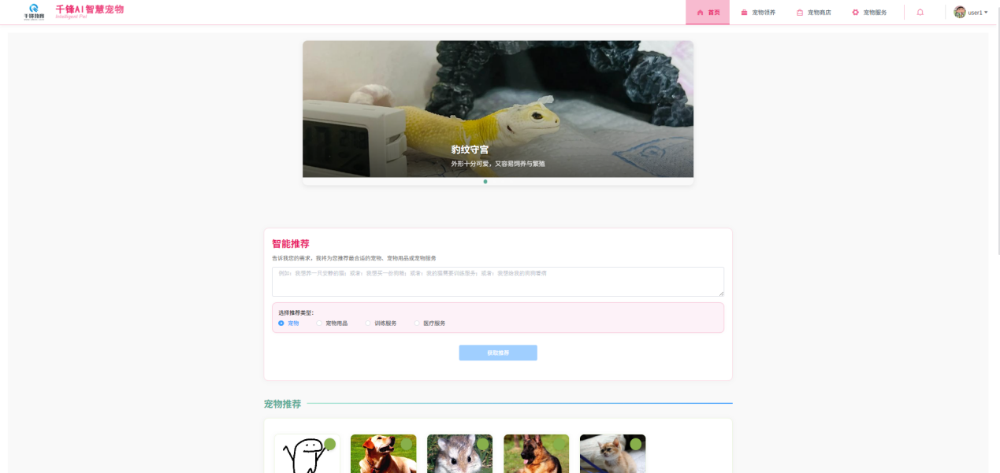 千锋教育
千锋AI智慧宠物
Intelligent Pet
首页
宠物领养
宠物商店
宠物服务
user1
豹纹守宫
外形十分可爱，又容易饲养与繁殖
智能推荐
告诉我您的需求，我将为您推荐最合适的宠物、宠物用品或宠物服务
例如：我想养一只安静的猫；或者：我想买一份狗粮；或者：我的猫需要训练服务；或者：我想给我的狗狗看病
选择推荐类型：
宠物
宠物用品
训练服务
医疗服务
获取推荐
宠物推荐